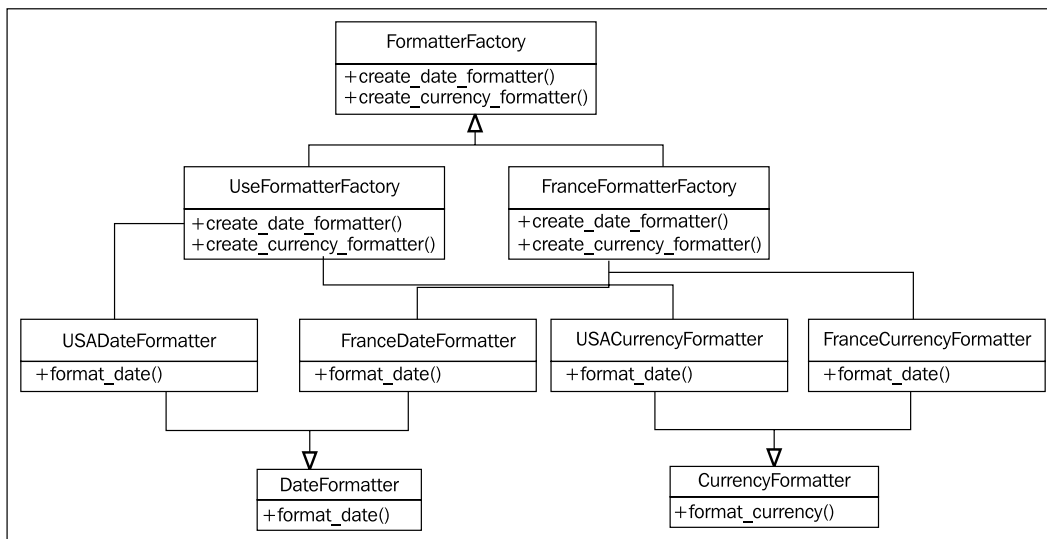 FormatterFactory
+create_date_formatter()
+create_currency_formatter()
UseFormatterFactory
+create_date_formatter()
+create_currency_formatter()
FranceFormatterFactory
+create_date_formatter()
+create_currency_formatter()
USADateFormatter
+format_date()
FranceDateFormatter
+format_date()
USACurrencyFormatter
+format_date()
FranceCurrencyFormatter
+format_date()
DateFormatter
+format_date()
CurrencyFormatter
+format_currency()